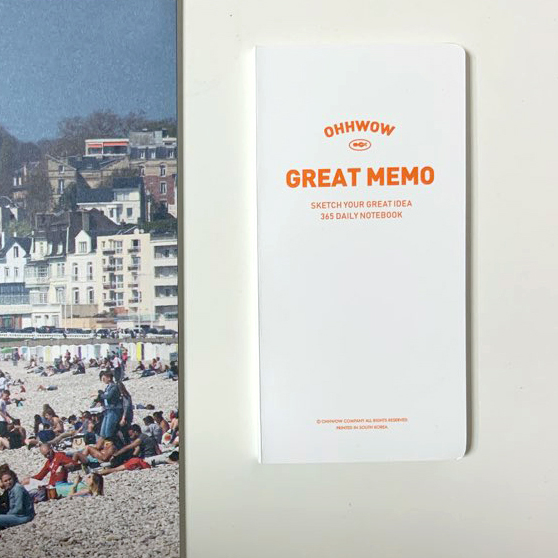 OHHWOW
GREAT MEMO
SKETCH YOUR GREAT IDEA
365 DAILY NOTEBOOK
© OHHWOW COMPANY ALL RIGHTS RESERVED
PRINTED IN SOUTH KOREA.